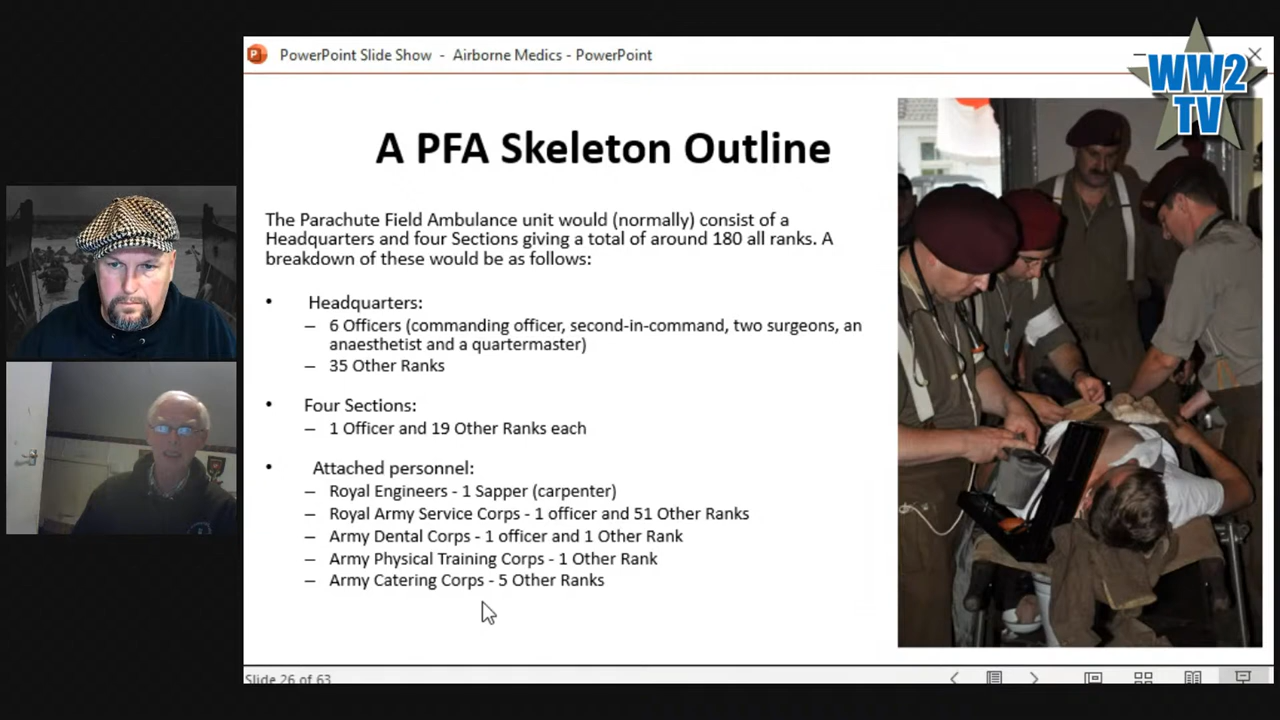 PowerPoint Slide Show - Airborne Medics - PowerPoint
WW2
TV
A PFA Skeleton Outline
The Parachute Field Ambulance unit would (normally) consist of a
Headquarters and four Sections giving a total of around 180 all ranks. A
breakdown of these would be as follows:
• Headquarters:
– 6 Officers (commanding officer, second-in-command, two surgeons, an
anaesthetist and a quartermaster)
– 35 Other Ranks
• Four Sections:
– 1 Officer and 19 Other Ranks each
• Attached personnel:
– Royal Engineers - 1 Sapper (carpenter)
– Royal Army Service Corps - 1 officer and 51 Other Ranks
– Army Dental Corps - 1 officer and 1 Other Rank
– Army Physical Training Corps - 1 Other Rank
– Army Catering Corps - 5 Other Ranks
Slide 26 of 63